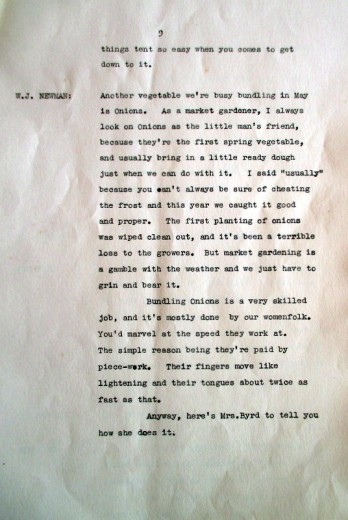 9
things tent so easy when you comes to get
down to it.
W.J. NEWMAN: Another vegetable we're busy bundling in May
is Onions. As a market gardener, I always
look on Onions as the little man's friend,
because they're the first spring vegetable,
and usually bring in a little ready dough
just when we can do with it. I said "usually"
because you can't always be sure of cheating
the frost and this year we caught it good
and proper. The first planting of onions
was wiped clean out, and it's been a terrible
loss to the growers. But market gardening is
a gamble with the weather and we just have to
grin and bear it.
Bundling Onions is a very skilled
job, and it's mostly done by our womenfolk.
You'd marvel at the speed they work at.
The simple reason being they're paid by
piece-work. Their fingers move like
lightening and their tongues about twice as
fast as that.
Anyway, here's Mrs.Byrd to tell you
how she does it.